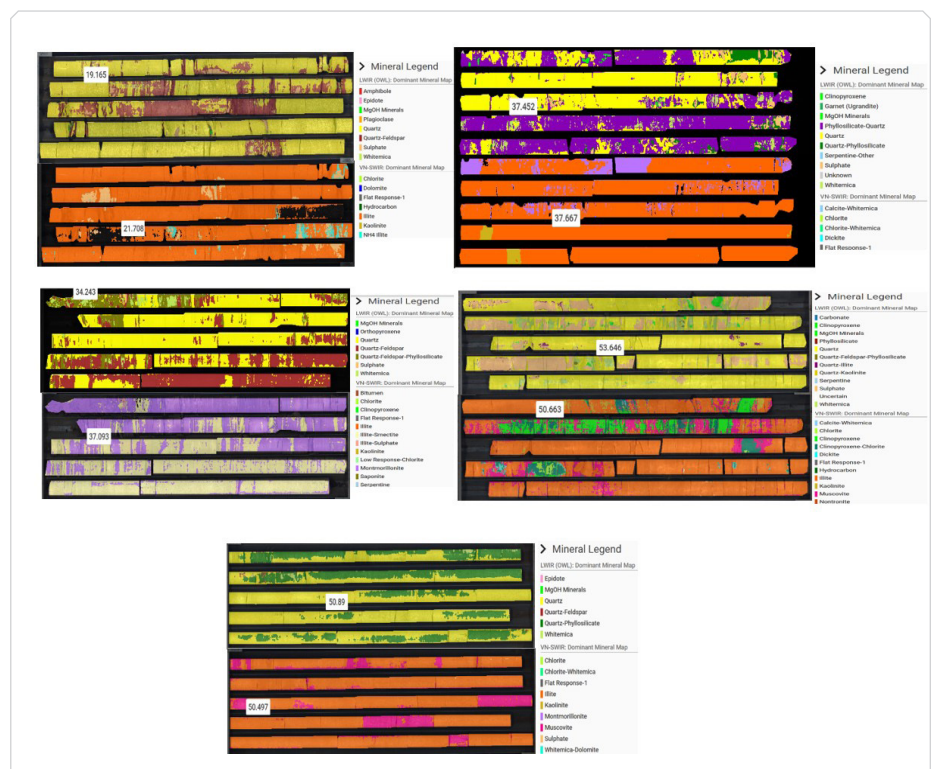 19.165
21.708
Mineral Legend
LWIR (OWL): Dominant Mineral Map
Amphibole
Epidote
MgOH Minerals
Plagioclase
Quartz
Quartz-Feldspar
Sulphate
Whitemica
VN-SWIR: Dominant Mineral Map
Chlorite
Dolomite
Flat Response-1
Hydrocarbon
Illite
Kaolinite
NH4 Illite
37.452
37.667
Mineral Legend
LWIR (OWL): Dominant Mineral Map
Clinopyroxene
Garnet (Ugrandite)
MgOH Minerals
Phyllosilicate-Quartz
Quartz
Quartz-Phyllosilicate
Serpentine-Other
Sulphate
Unknown
Whitemica
VN-SWIR: Dominant Mineral Map
Calcite-Whitemica
Chlorite
Chlorite-Whitemica
Dickite
Flat Response-1
34.243
37.093
Mineral Legend
LWIR (OWL): Dominant Mineral Map
MgOH Minerals
Orthopyroxene
Quartz
Quartz-Feldspar
Quartz-Feldspar-Phyllosilicate
Sulphate
Whitemica
VN-SWIR: Dominant Mineral Map
Bitumen
Chlorite
Clinopyroxene
Flat Response-1
Illite
Illite-Smectite
Illite-Sulphate
Kaolinite
Low Response-Chlorite
Montmorillonite
Saponite
Serpentine
53.646
50.663
Mineral Legend
LWIR (OWL): Dominant Mineral Map
Carbonate
Clinopyroxene
MgOH Minerals
Phyllosilicate
Quartz
Quartz-Feldspar-Phyllosilicate
Quartz-Illite
Quartz-Kaolinite
Serpentine
Sulphate
Uncertain
Whitemica
VN-SWIR: Dominant Mineral Map
Calcite-Whitemica
Chlorite
Clinopyroxene
Clinopyroxene-Chlorite
Dickite
Flat Response-1
Hydrocarbon
Illite
Kaolinite
Muscovite
Nontronite
50.89
50.497
Mineral Legend
LWIR (OWL): Dominant Mineral Map
Epidote
MgOH Minerals
Quartz
Quartz-Feldspar
Quartz-Phyllosilicate
Whitemica
VN-SWIR: Dominant Mineral Map
Chlorite
Chlorite-Whitemica
Flat Response-1
Illite
Kaolinite
Montmorillonite
Muscovite
Sulphate
Whitemica-Dolomite